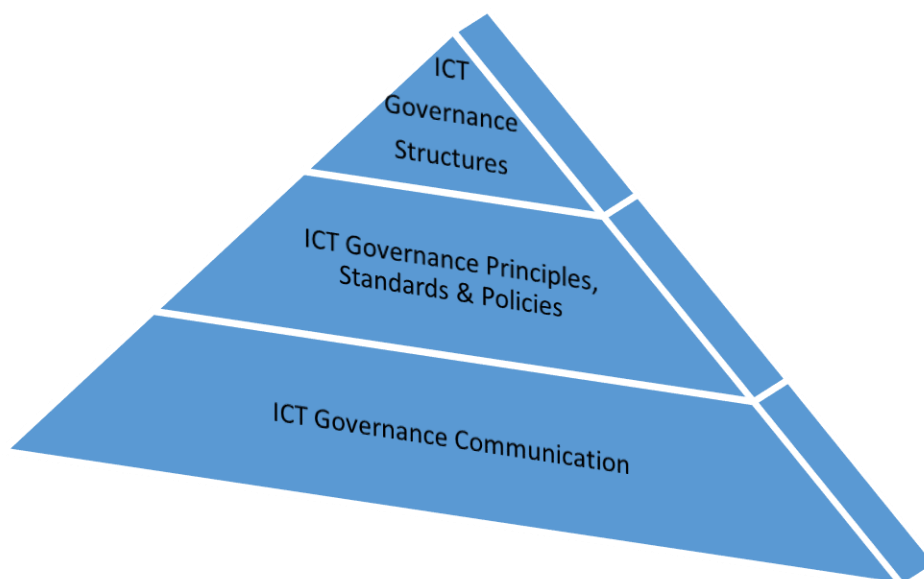 ICT
Governance
Structures
ICT Governance Principles,
Standards & Policies
ICT Governance Communication